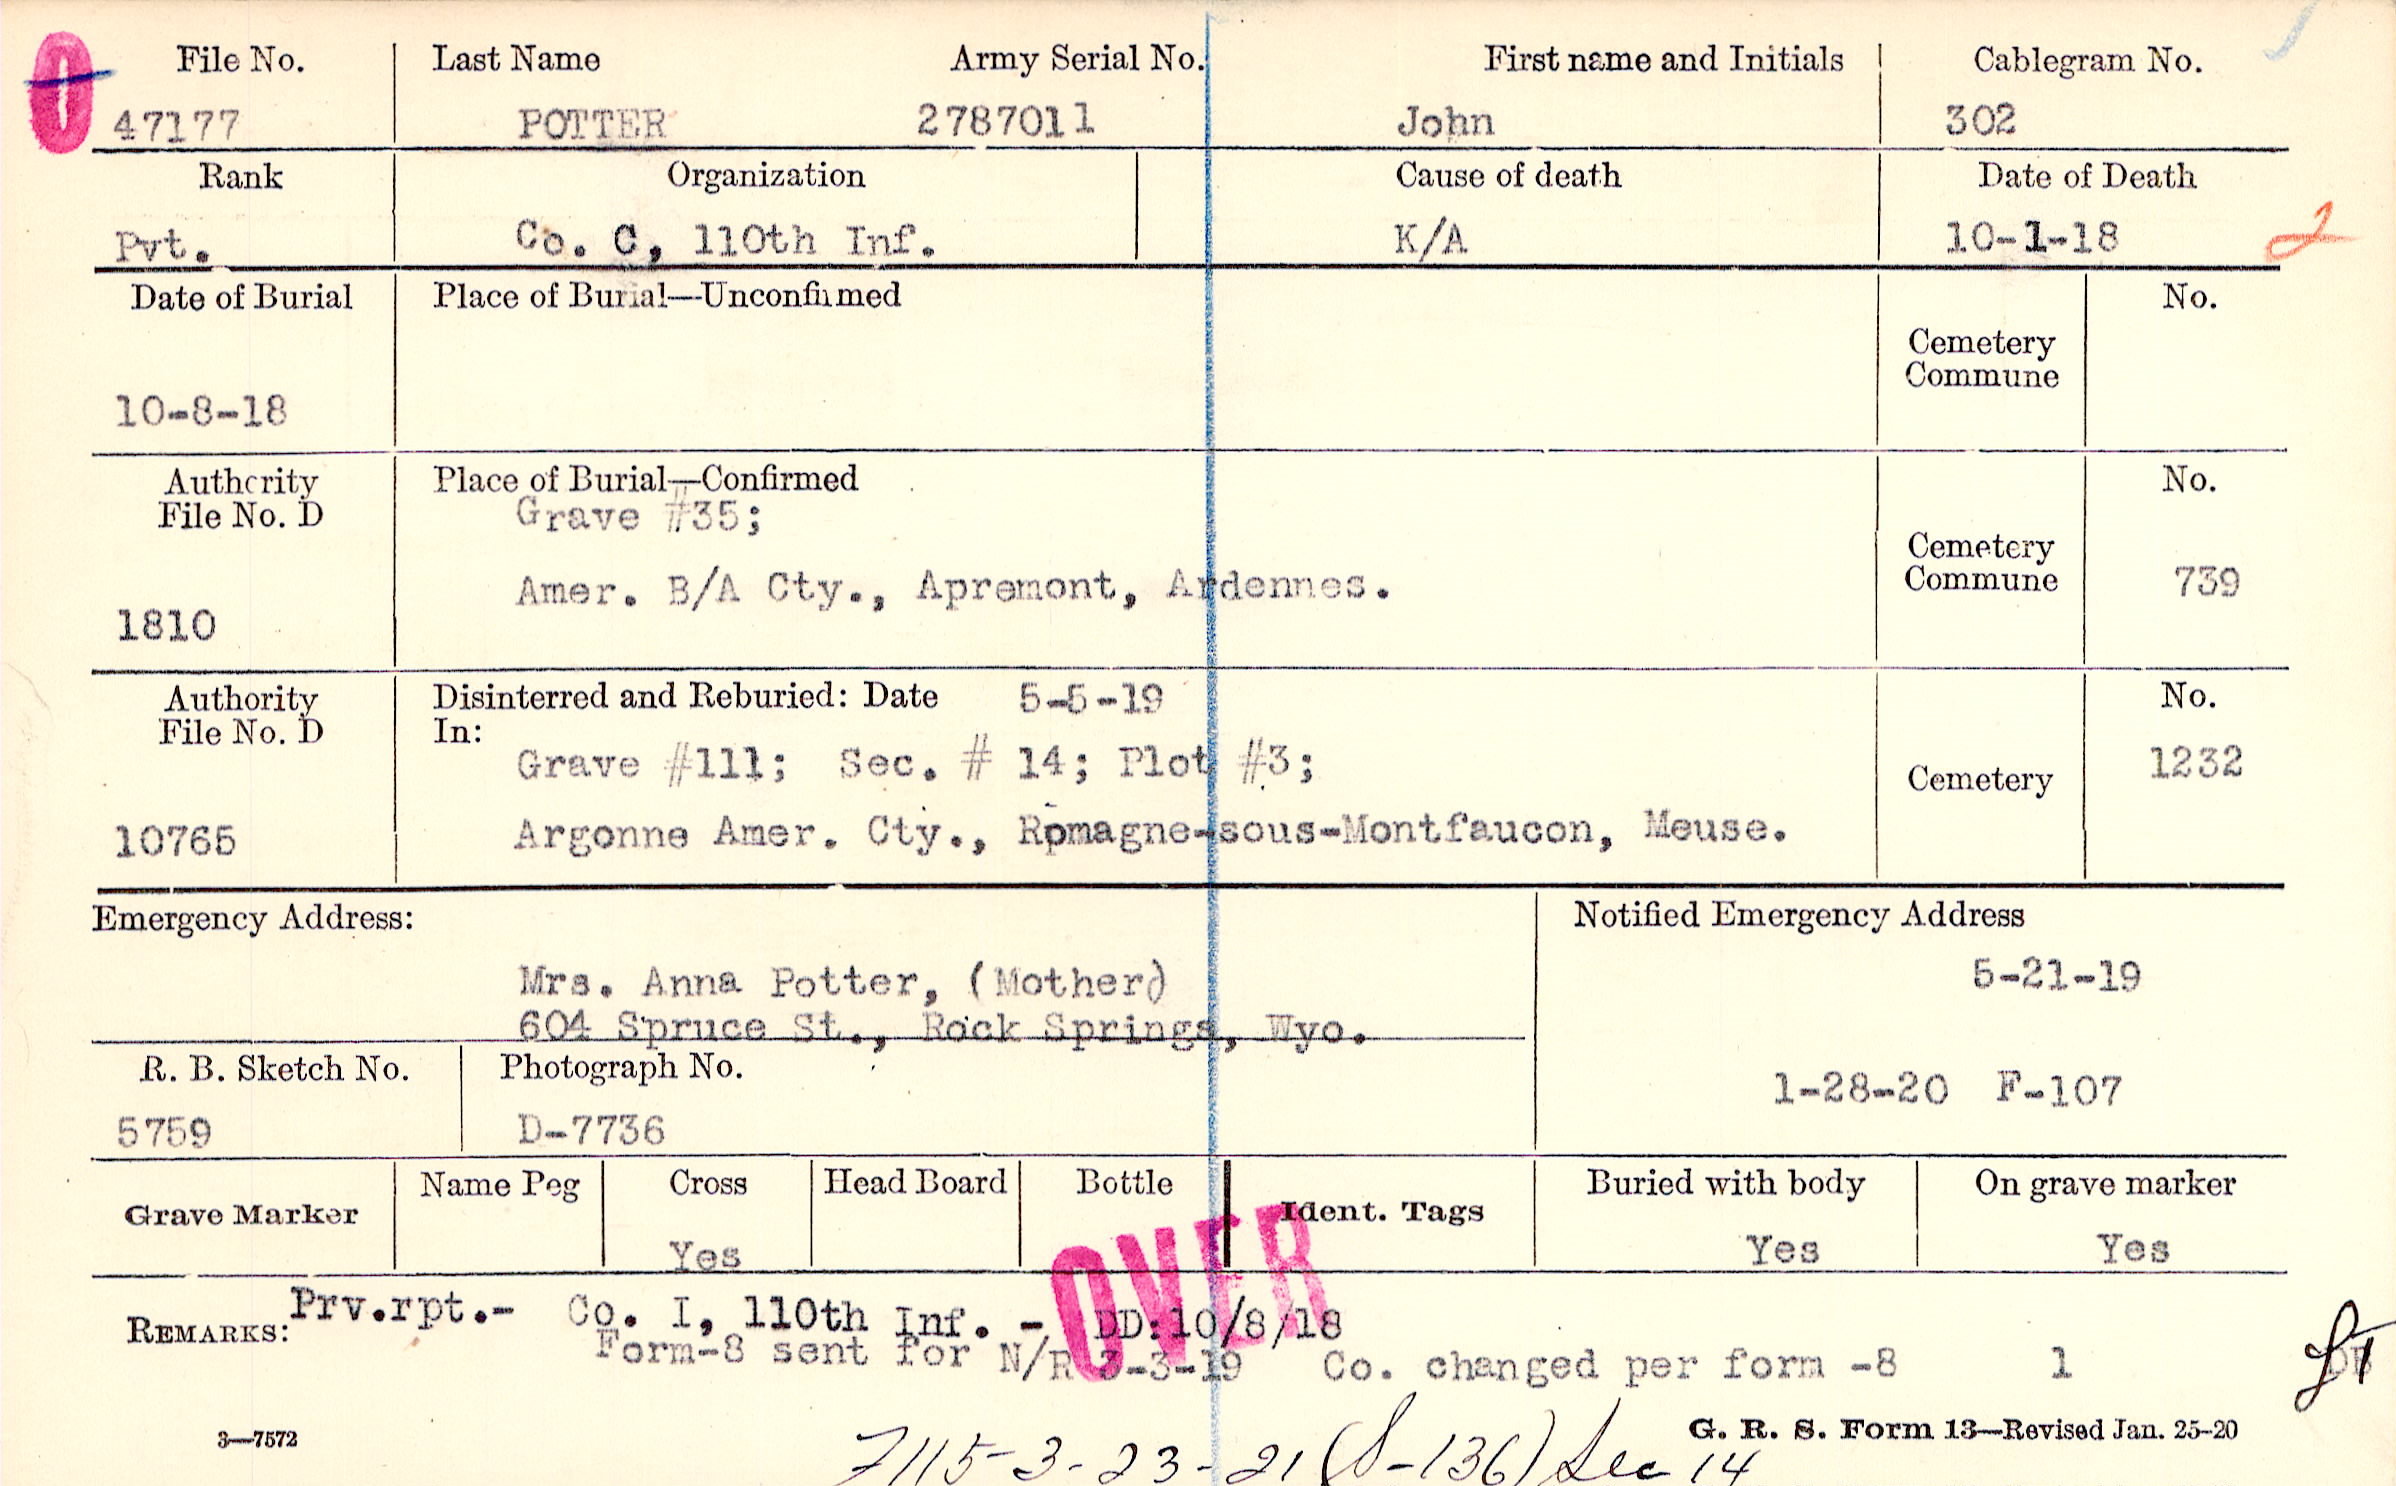 O
File No. Last Name Army Serial No. First name and Initials Cablegram No.
47177 POTTER 2787011 John 302
Rank Organization Cause of death Date of Death
Pvt. Co. C, 110th Inf. K/A 10-1-18 2
Date of Burial Place of Burial—Unconfirmed No.
Cemetery
Commune
10-8-18
Authority Place of Burial—Confirmed No.
File No. D Grave #35;
Cemetery
Amer. B/A Cty., Apremont, Ardennes. Commune 739
1810
Authority Disinterred and Reburied: Date 5-5-19 No.
File No. D In:
Grave #111; Sec. # 14; Plot #3; Cemetery 1232
10765 Argonne Amer. Cty., Romagne-sous-Montfaucon, Meuse.
Emergency Address: Notified Emergency Address
Mrs. Anna Potter, (Mother) 5-21-19
604 Spruce St., Rock Springs, Wyo.
R. B. Sketch No. Photograph No.
1-28-20 F-107
5759 D-7736
Grave Marker Name Peg Cross Head Board Bottle Ident. Tags Buried with body On grave marker
Yes Yes Yes
OVER
REMARKS: Prv.rpt.- Co. I, 110th Inf. - DD:10/8/18
Form-8 sent for N/R 3-3-19 Co. changed per form -8 1
3—7572 G. R. S. Form 13—Revised Jan. 25-20
7115-3-23-21 (S-136) Sec 14